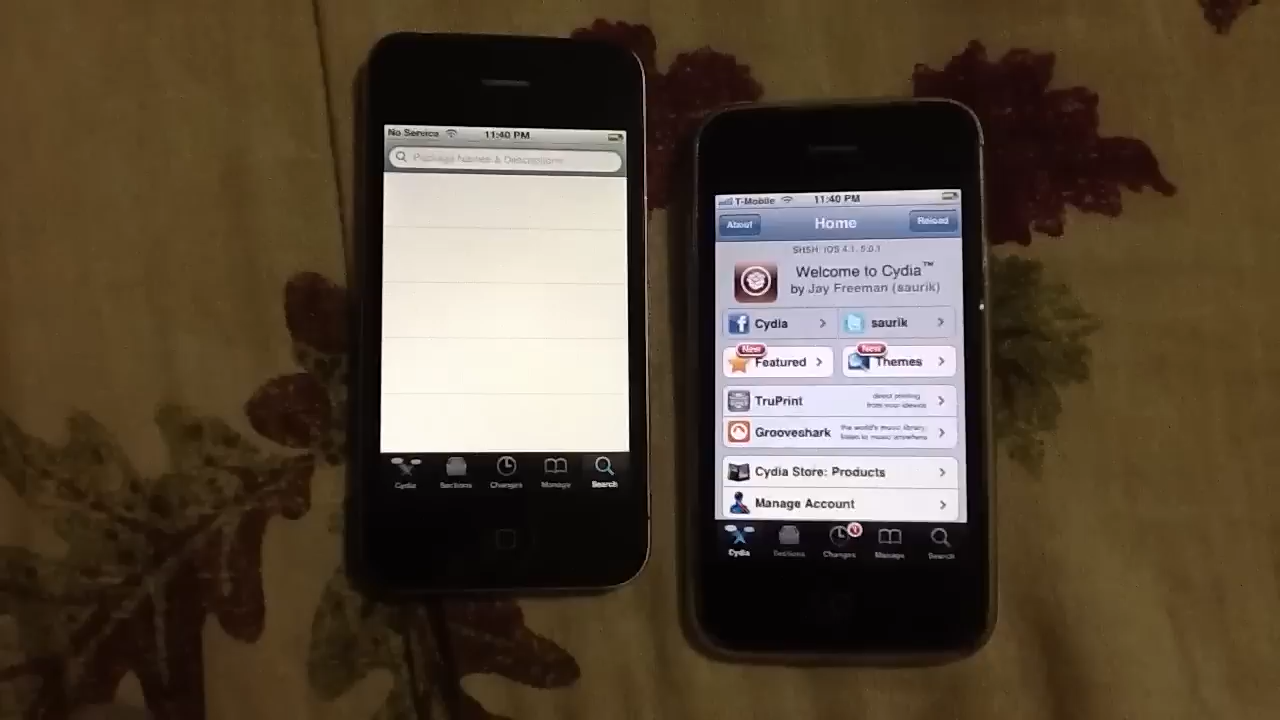 No Service 11:40 PM
Package Names & Descriptions
Cydia Sections Changes Manage Search
T-Mobile 11:40 PM
About Home Reload
SHSH: iOS 4.1, 5.0.1
Welcome to Cydia™
by Jay Freeman (saurik)
Cydia saurik
New New
Featured Themes
TruPrint direct printing
from your idevice
Grooveshark the world's music library,
listen to music anywhere
Cydia Store: Products
Manage Account
Cydia Sections Changes Manage Search